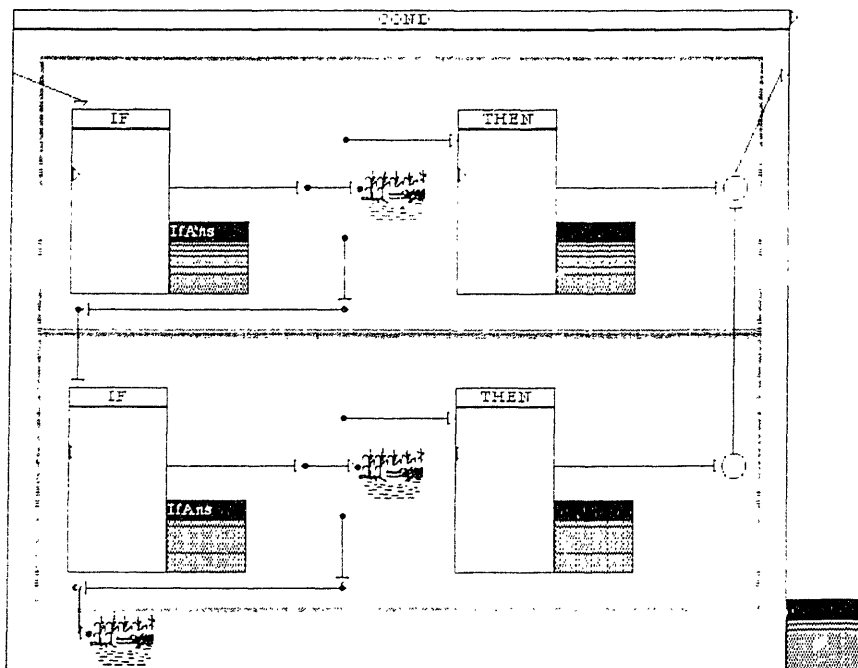 COND
IF
THEN
IfAns
IF
THEN
IfAns